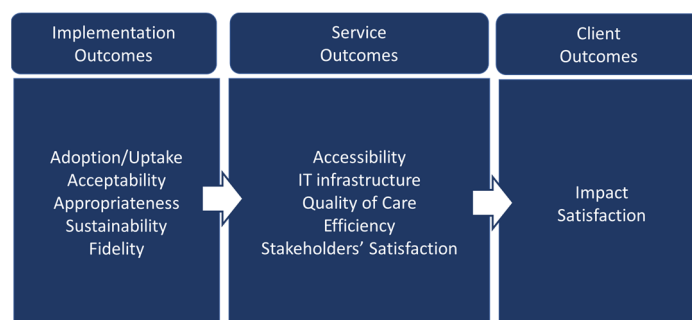 Implementation
Outcomes
Service
Outcomes
Client
Outcomes
Adoption/Uptake
Acceptability
Appropriateness
Sustainability
Fidelity
Accessibility
IT infrastructure
Quality of Care
Efficiency
Stakeholders’ Satisfaction
Impact
Satisfaction